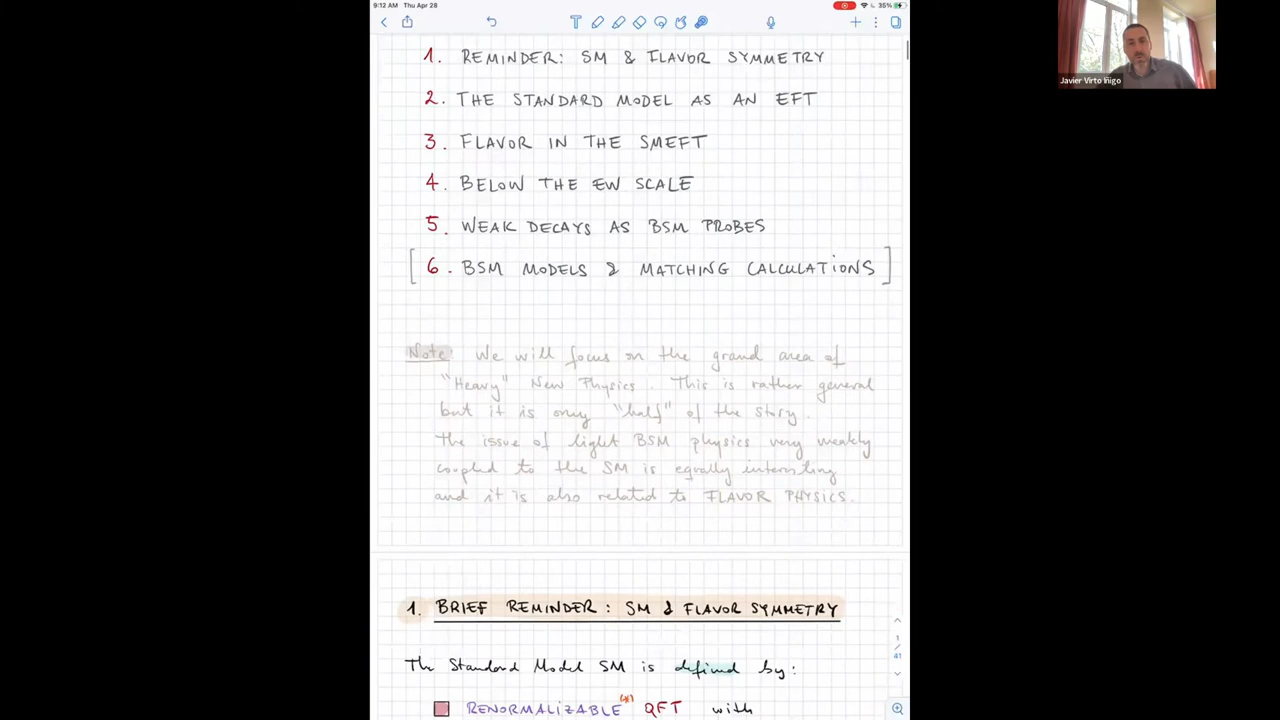 9:12 AM Thu Apr 28
35%
Javier Virto Iñigo
1. REMINDER: SM & FLAVOR SYMMETRY
2. THE STANDARD MODEL AS AN EFT
3. FLAVOR IN THE SMEFT
4. BELOW THE EW SCALE
5. WEAK DECAYS AS BSM PROBES
[6. BSM MODELS & MATCHING CALCULATIONS]
Note: We will focus on the grand area of
"Heavy" New Physics. This is rather general
but it is only "half" of the story.
The issue of light BSM physics very weakly
coupled to the SM is equally interesting
and it is also related to FLAVOR PHYSICS.
1. BRIEF REMINDER: SM & FLAVOR SYMMETRY
The Standard Model SM is defined by:
RENORMALIZABLE QFT with
1
41